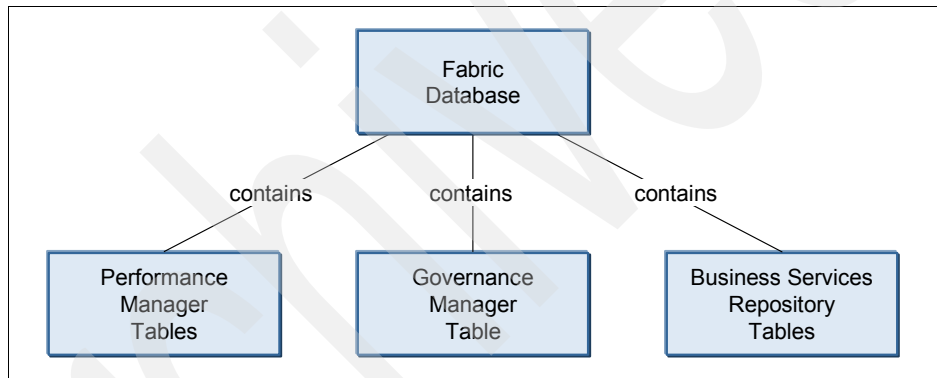 Fabric
Database
contains
contains
contains
Performance
Manager
Tables
Governance
Manager
Table
Business Services
Repository
Tables